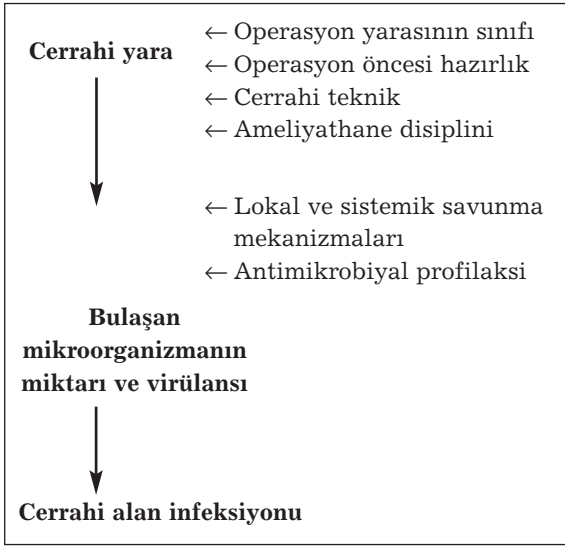 Cerrahi yara
← Operasyon yarasının sınıfı
← Operasyon öncesi hazırlık
← Cerrahi teknik
← Ameliyathane disiplini
← Lokal ve sistemik savunma
mekanizmaları
← Antimikrobiyal profilaksi
Bulaşan
mikroorganizmanın
miktarı ve virülansı
Cerrahi alan infeksiyonu